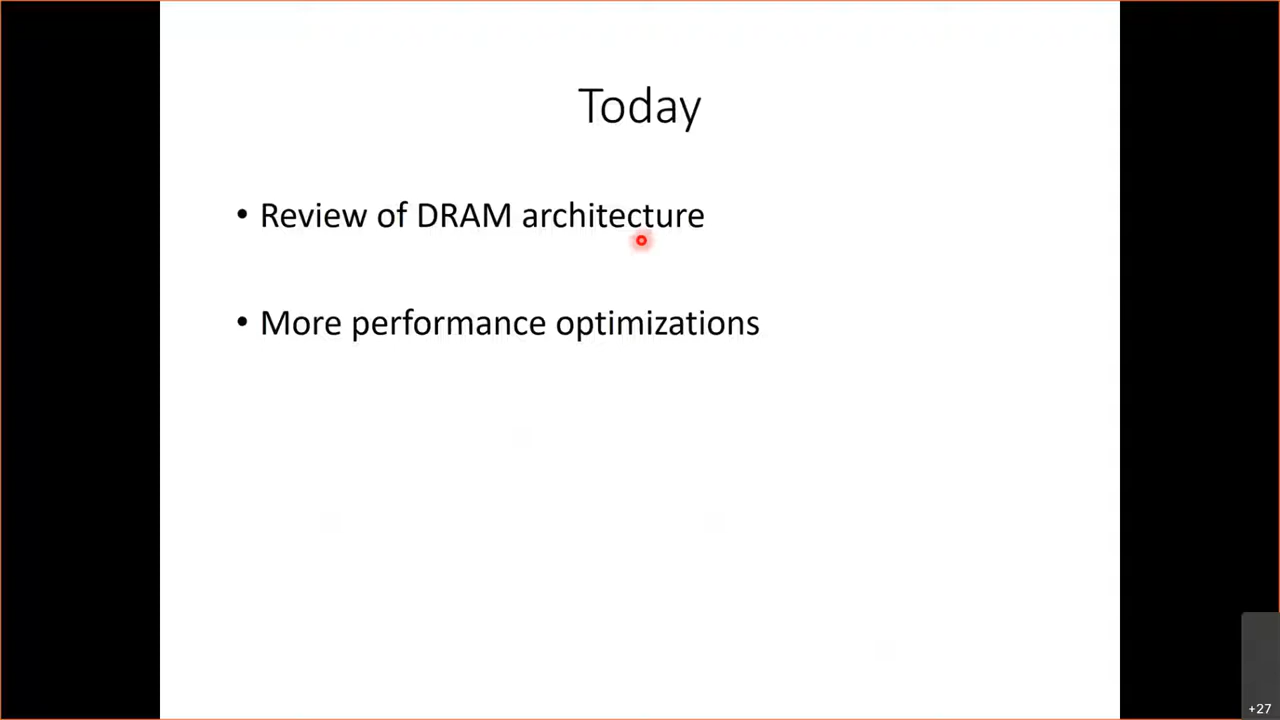 Today
• Review of DRAM architecture
• More performance optimizations
+27